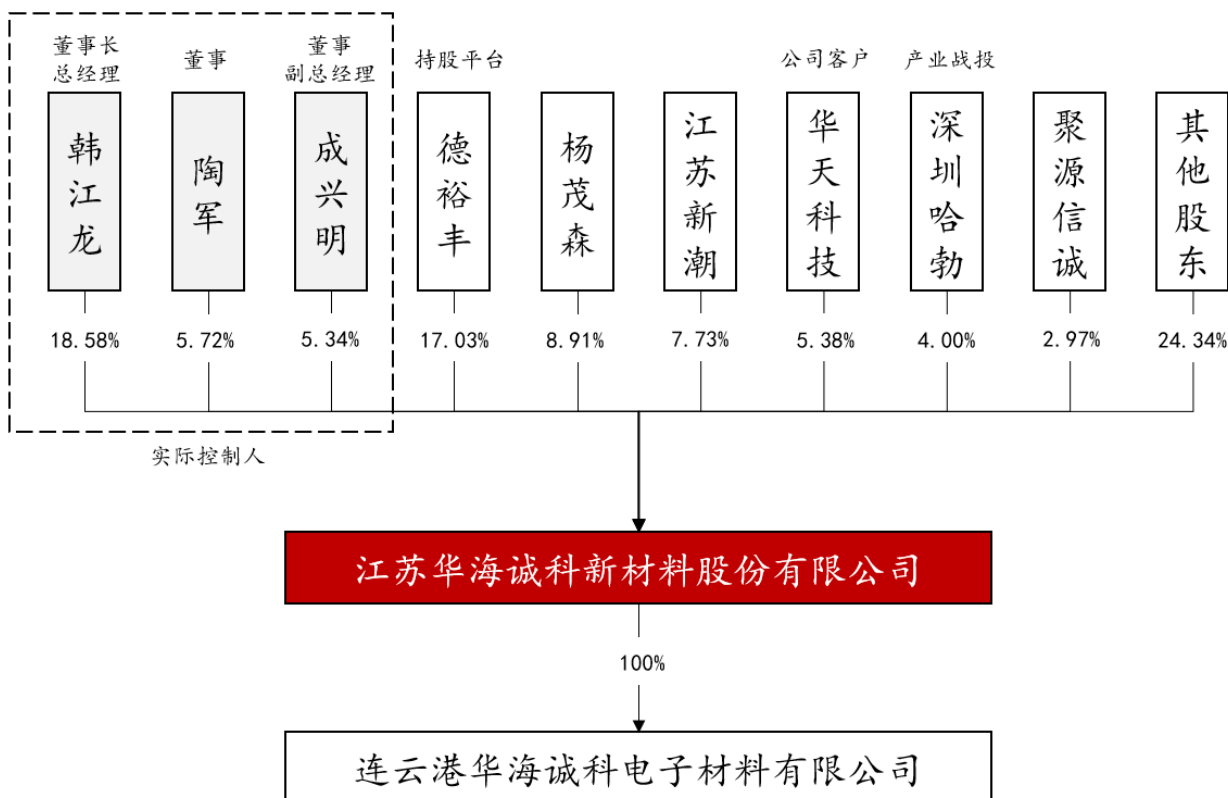 董事长
总经理
董事
董事
副总经理
持股平台
公司客户
产业战投
韩江龙
陶军
成兴明
德裕丰
杨茂森
江苏新潮
华天科技
深圳哈勃
聚源信诚
其他股东
18.58%
5.72%
5.34%
17.03%
8.91%
7.73%
5.38%
4.00%
2.97%
24.34%
实际控制人
江苏华海诚科新材料股份有限公司
100%
连云港华海诚科电子材料有限公司